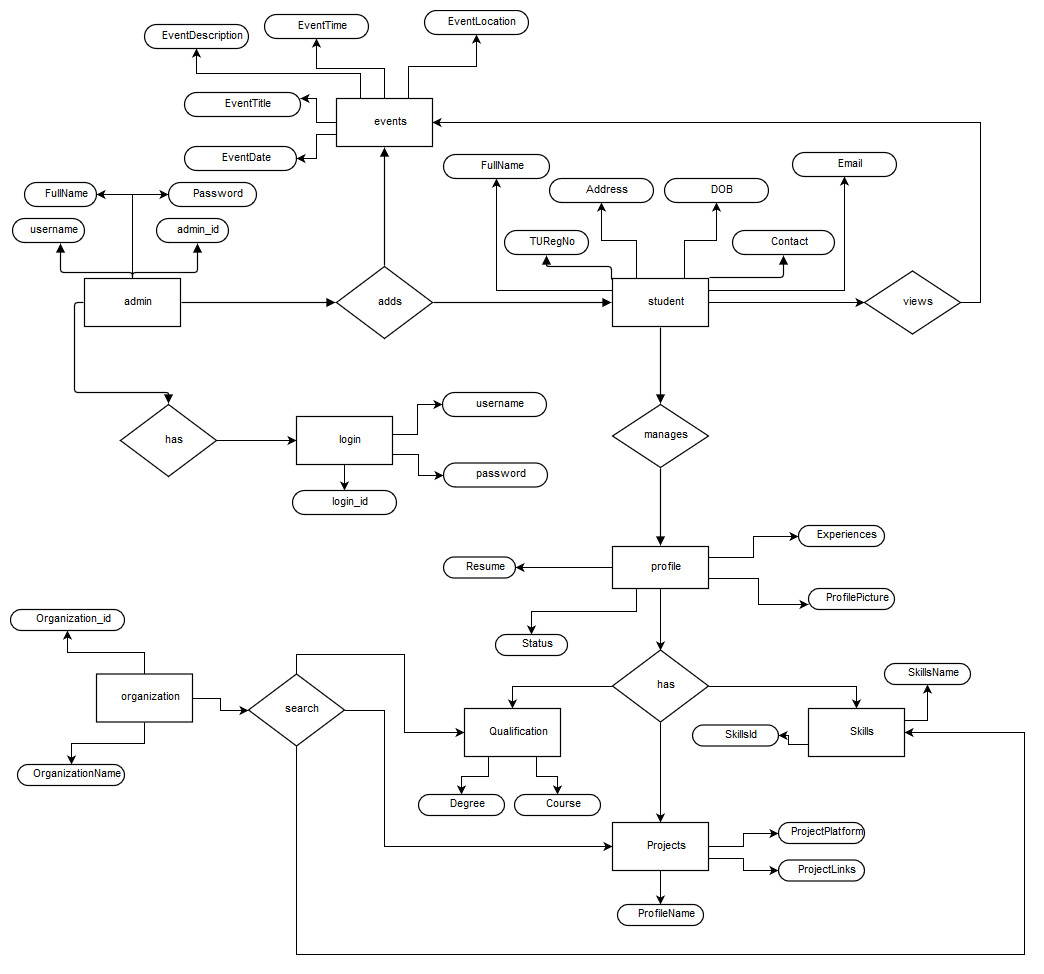 EventLocation
EventTime
EventDescription
EventTitle
events
EventDate
FullName
Email
Address
DOB
FullName
Password
username
admin_id
TURegNo
Contact
admin
adds
student
views
username
has
login
manages
password
login_id
Experiences
Resume
profile
ProfilePicture
Organization_id
Status
SkillsName
has
organization
search
Qualification
SkillsId
Skills
OrganizationName
Degree
Course
ProjectPlatform
Projects
ProjectLinks
ProfileName